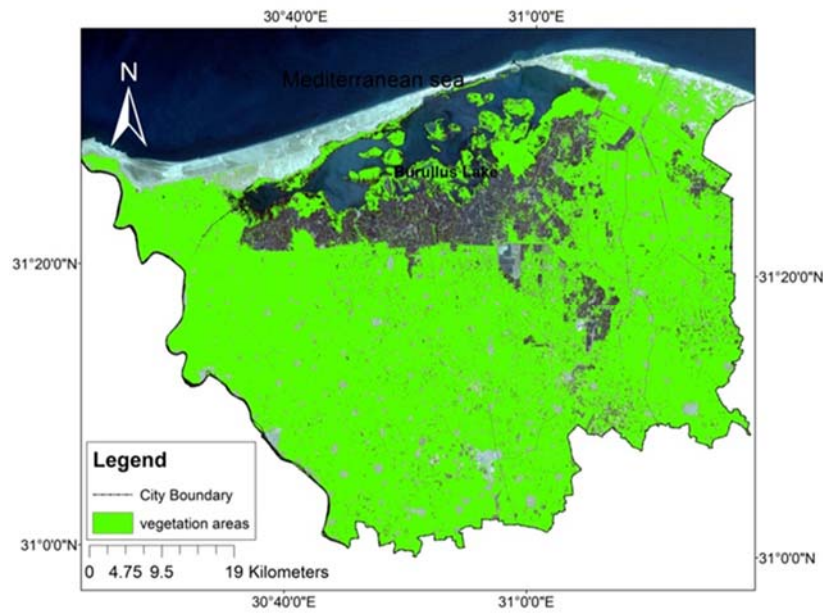 30°40'0"E 31°0'0"E
N
Mediterranean sea
Burujlus Lake
31°20'0"N 31°20'0"N
Legend
City Boundary
vegetation areas
31°0'0"N 31°0'0"N
0 4.75 9.5 19 Kilometers
30°40'0"E 31°0'0"E